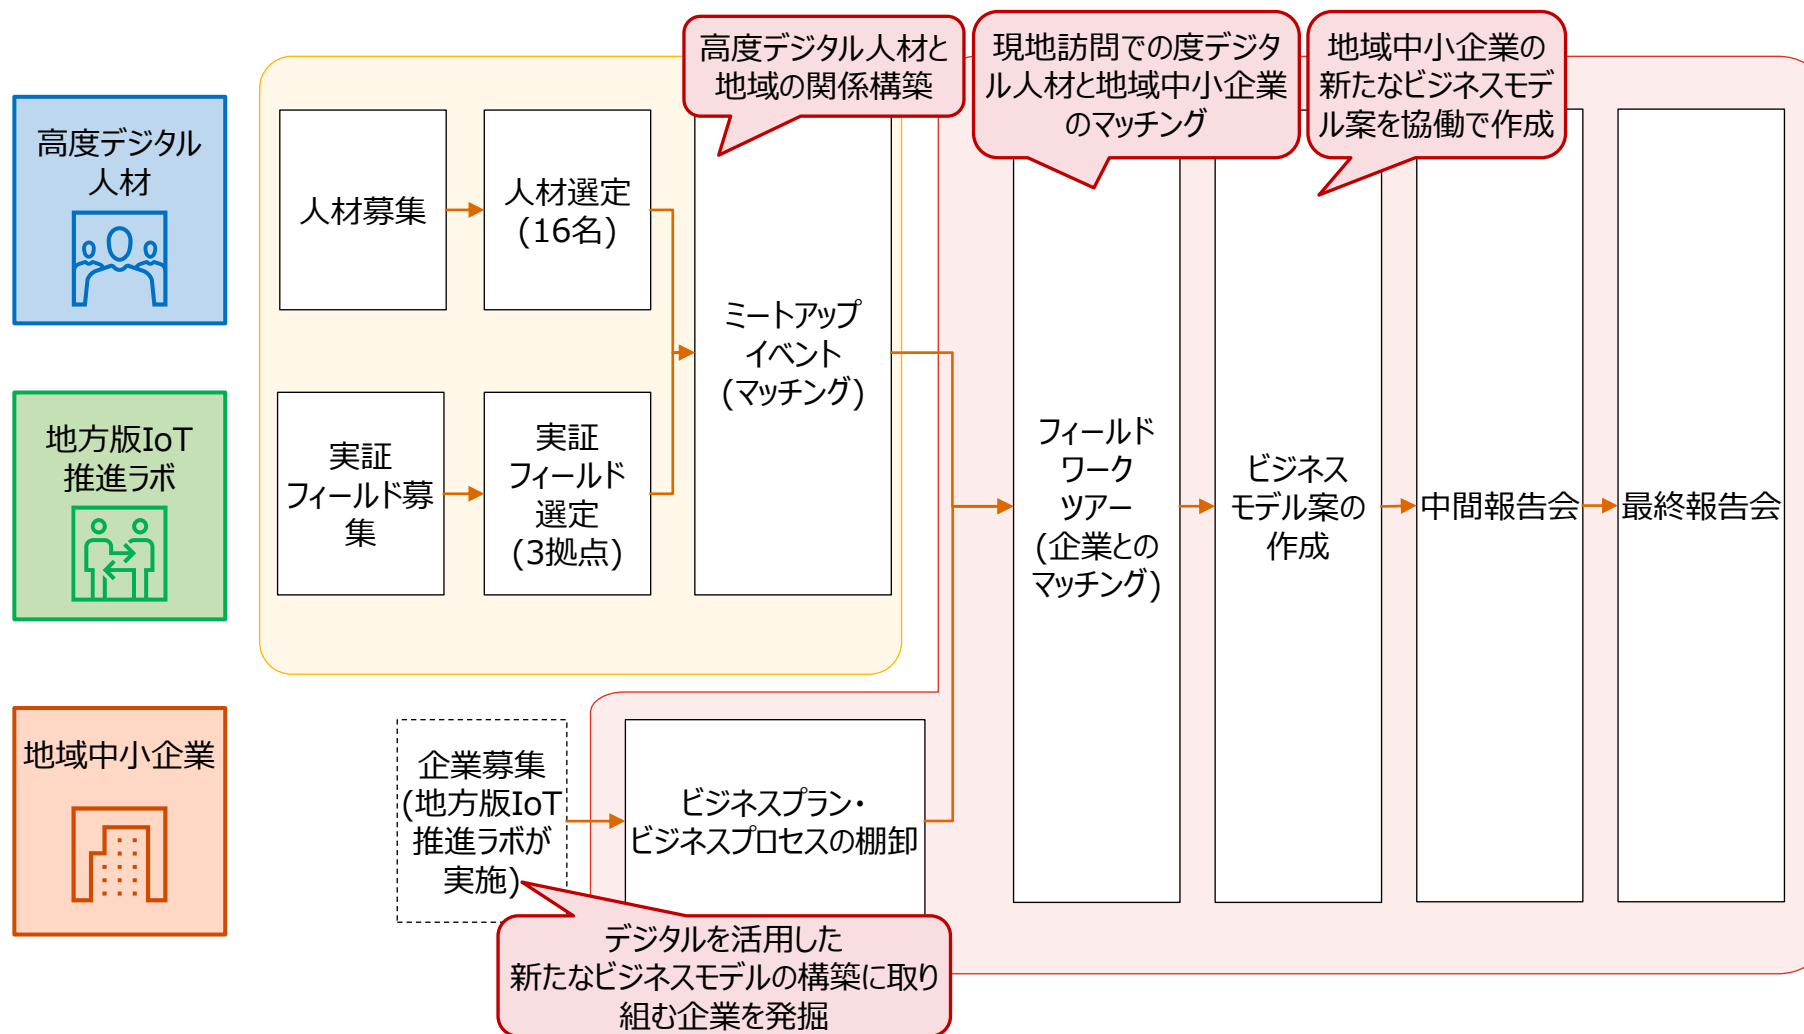 高度デジタル人材と
地域の関係構築
現地訪問での度デジタ
ル人材と地域中小企業
のマッチング
地域中小企業の
新たなビジネスモデ
ル案を協働で作成
高度デジタル
人材
人材募集
人材選定
(16名)
ミートアップ
イベント
(マッチング)
地方版IoT
推進ラボ
実証
フィールド募
集
実証
フィールド
選定
(3拠点)
フィールド
ワーク
ツアー
(企業との
マッチング)
ビジネス
モデル案の
作成
中間報告会
最終報告会
地域中小企業
企業募集
(地方版IoT
推進ラボが
実施)
ビジネスプラン・
ビジネスプロセスの棚卸
デジタルを活用した
新たなビジネスモデルの構築に取り
組む企業を発掘